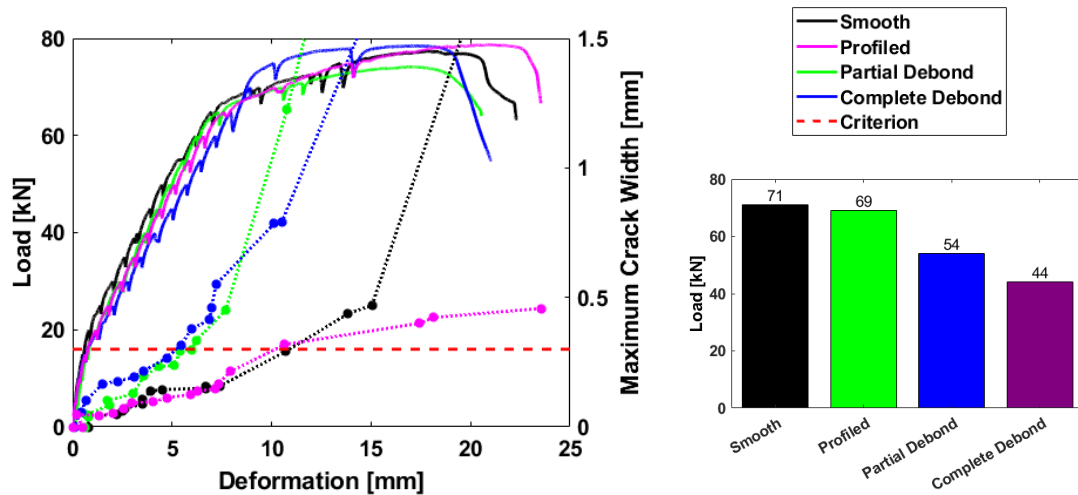 80
60
40
20
0
Load [kN]
0
5
10
15
20
25
Deformation [mm]
1.5
1
0.5
0
Maximum Crack Width [mm]
Smooth
Profiled
Partial Debond
Complete Debond
Criterion
80
60
40
20
0
Load [kN]
71
69
54
44
Smooth
Profiled
Partial Debond
Complete Debond